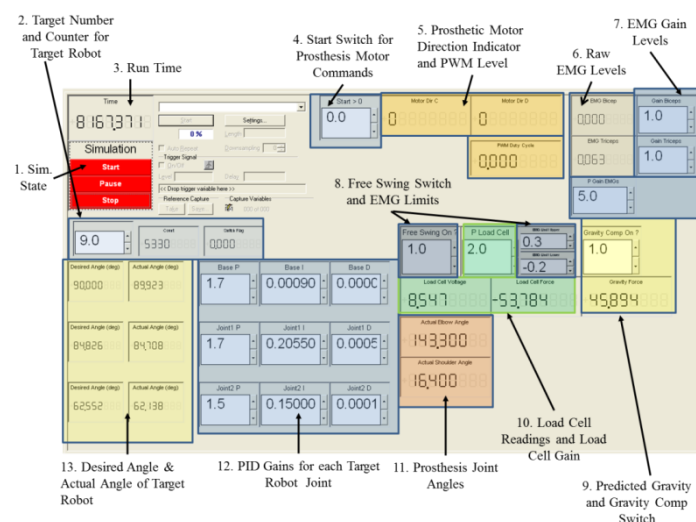 2. Target Number
and Counter for
Target Robot
3. Run Time
4. Start Switch for
Prosthesis Motor
Commands
5. Prosthetic Motor
Direction Indicator
and PWM Level
6. Raw
EMG Levels
7. EMG Gain
Levels
Time
8167.371
Start
Settings...
0 %
Length
Downsampling
Auto Repeat
Trigger Signal
On/Off
Level
Delay
<< Drop trigger variable here >>
Reference Capture
Capture Variables
Take
Simulation
Start
Pause
Stop
1. Sim.
State
Start > 0
0.0
Motor Dir C
0
Motor Dir D
0
PWM Duty Cycle
0.000
EMG Bicep
0.000
EMG Triceps
0.063
Gain Biceps
1.0
Gain Triceps
1.0
P Gain EMGs
5.0
8. Free Swing Switch
and EMG Limits
9.0
Count
5330
0.000
Free Swing On ?
1.0
P Load Cell
2.0
0.3
-0.2
Gravity Comp On ?
1.0
Load Cell Voltage
8.547
Load Cell Force
-53.784
Gravity Force
45.894
Desired Angle (deg)
90.000
Actual Angle (deg)
89.923
Desired Angle (deg)
84.826
Actual Angle (deg)
84.708
Desired Angle (deg)
62.552
Actual Angle (deg)
62.138
Base P
1.7
Base I
0.00090
Base D
0.000
Joint1 P
1.7
Joint1 I
0.20550
Joint1 D
0.0005
Joint2 P
1.5
Joint2 I
0.15000
Joint2 D
0.0001
Actual Elbow Angle
-143.300
Actual Shoulder Angle
-16.400
10. Load Cell
Readings and Load
Cell Gain
13. Desired Angle &
Actual Angle of Target
Robot
12. PID Gains for each Target
Robot Joint
11. Prosthesis Joint
Angles
9. Predicted Gravity
and Gravity Comp
Switch